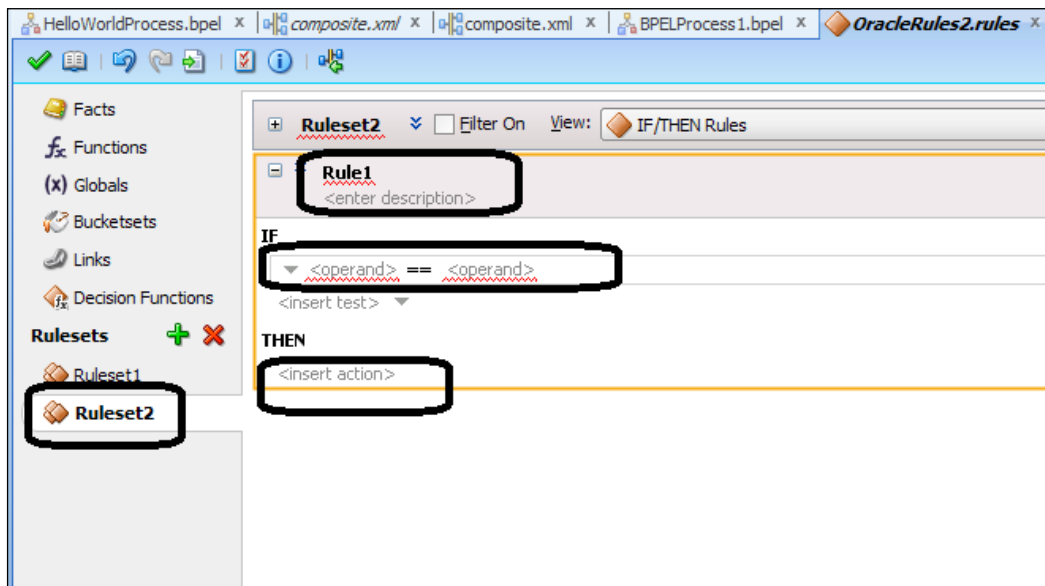 HelloWorldProcess.bpel x composite.xml x composite.xml x BPELProcess1.bpel x OracleRules2.rules x
Facts
Functions
(x) Globals
Bucketsets
Links
Decision Functions
Rulesets
Ruleset1
Ruleset2
Ruleset2 Filter On View: IF/THEN Rules
Rule1
<enter description>
IF
<operand> == <operand>
<insert test>
THEN
<insert action>